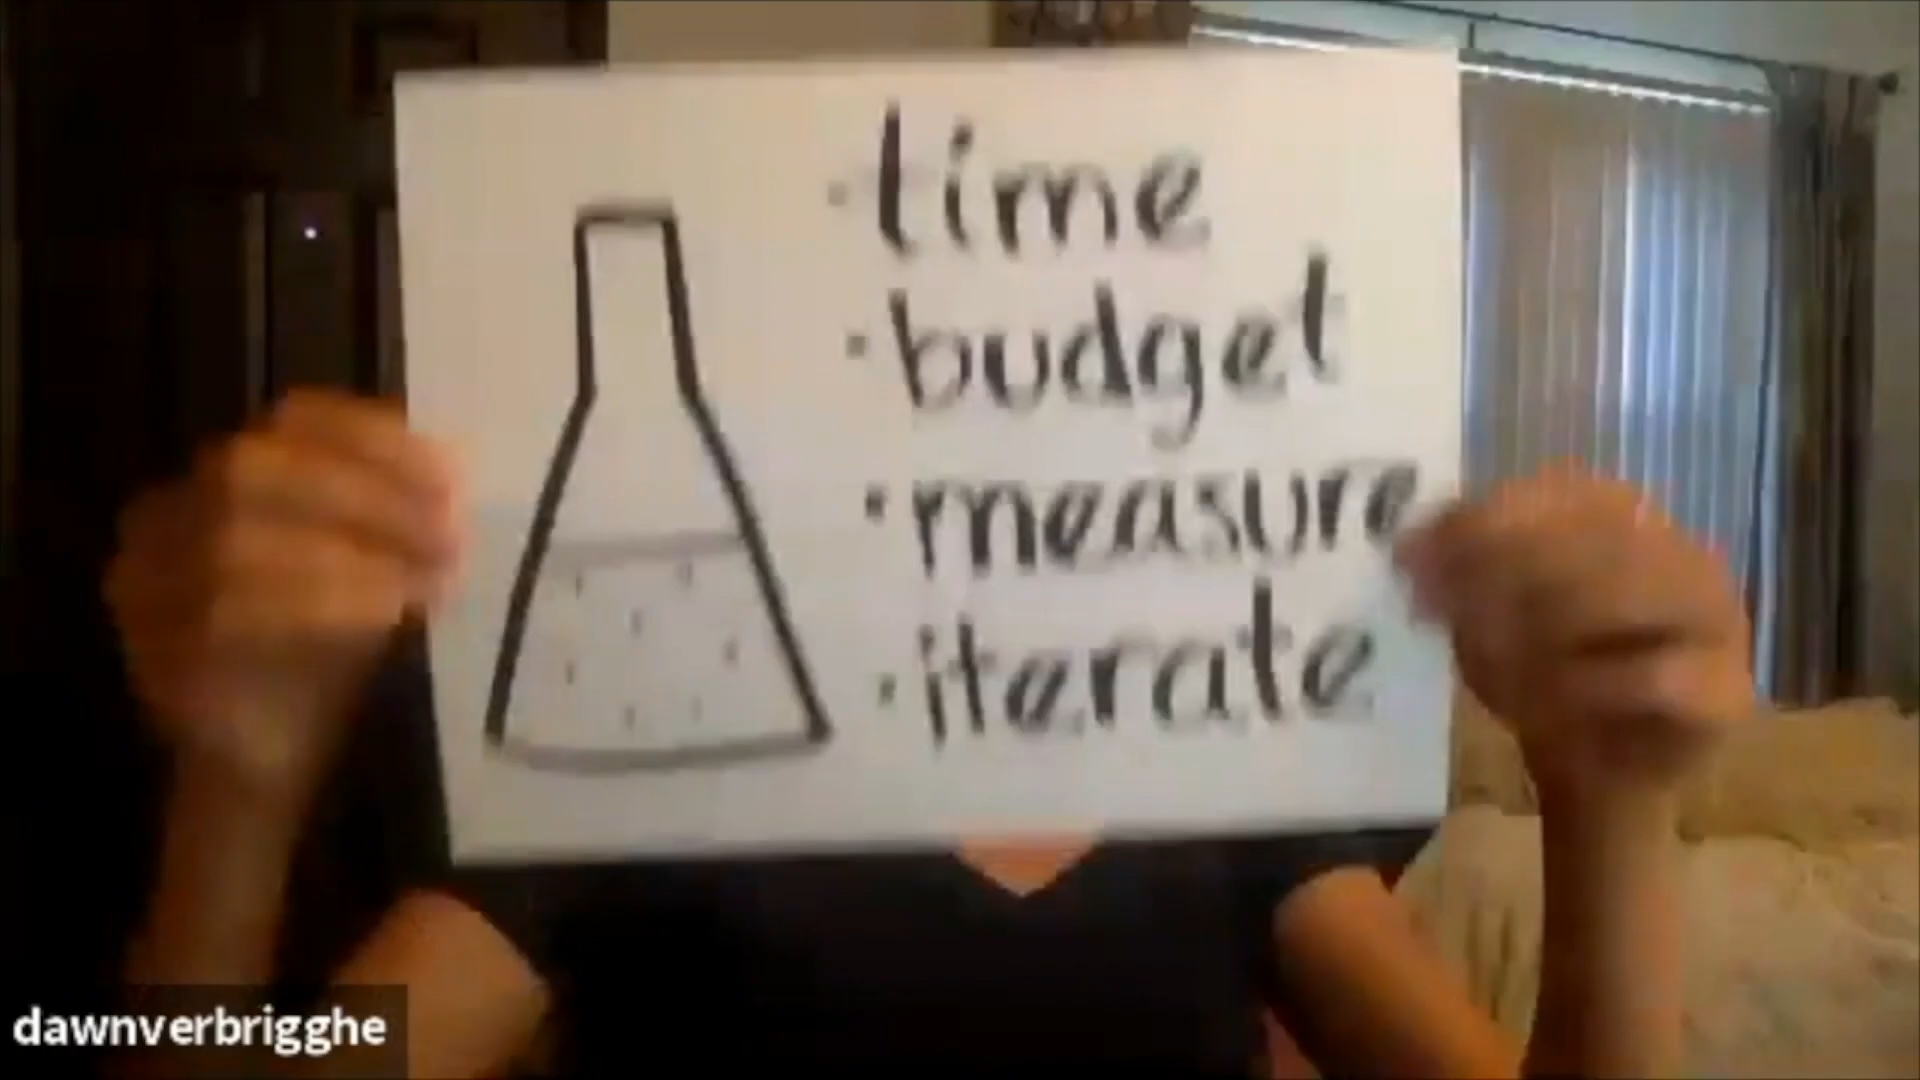 · time
· budget
· measure
· iterate
dawnverbrigghe